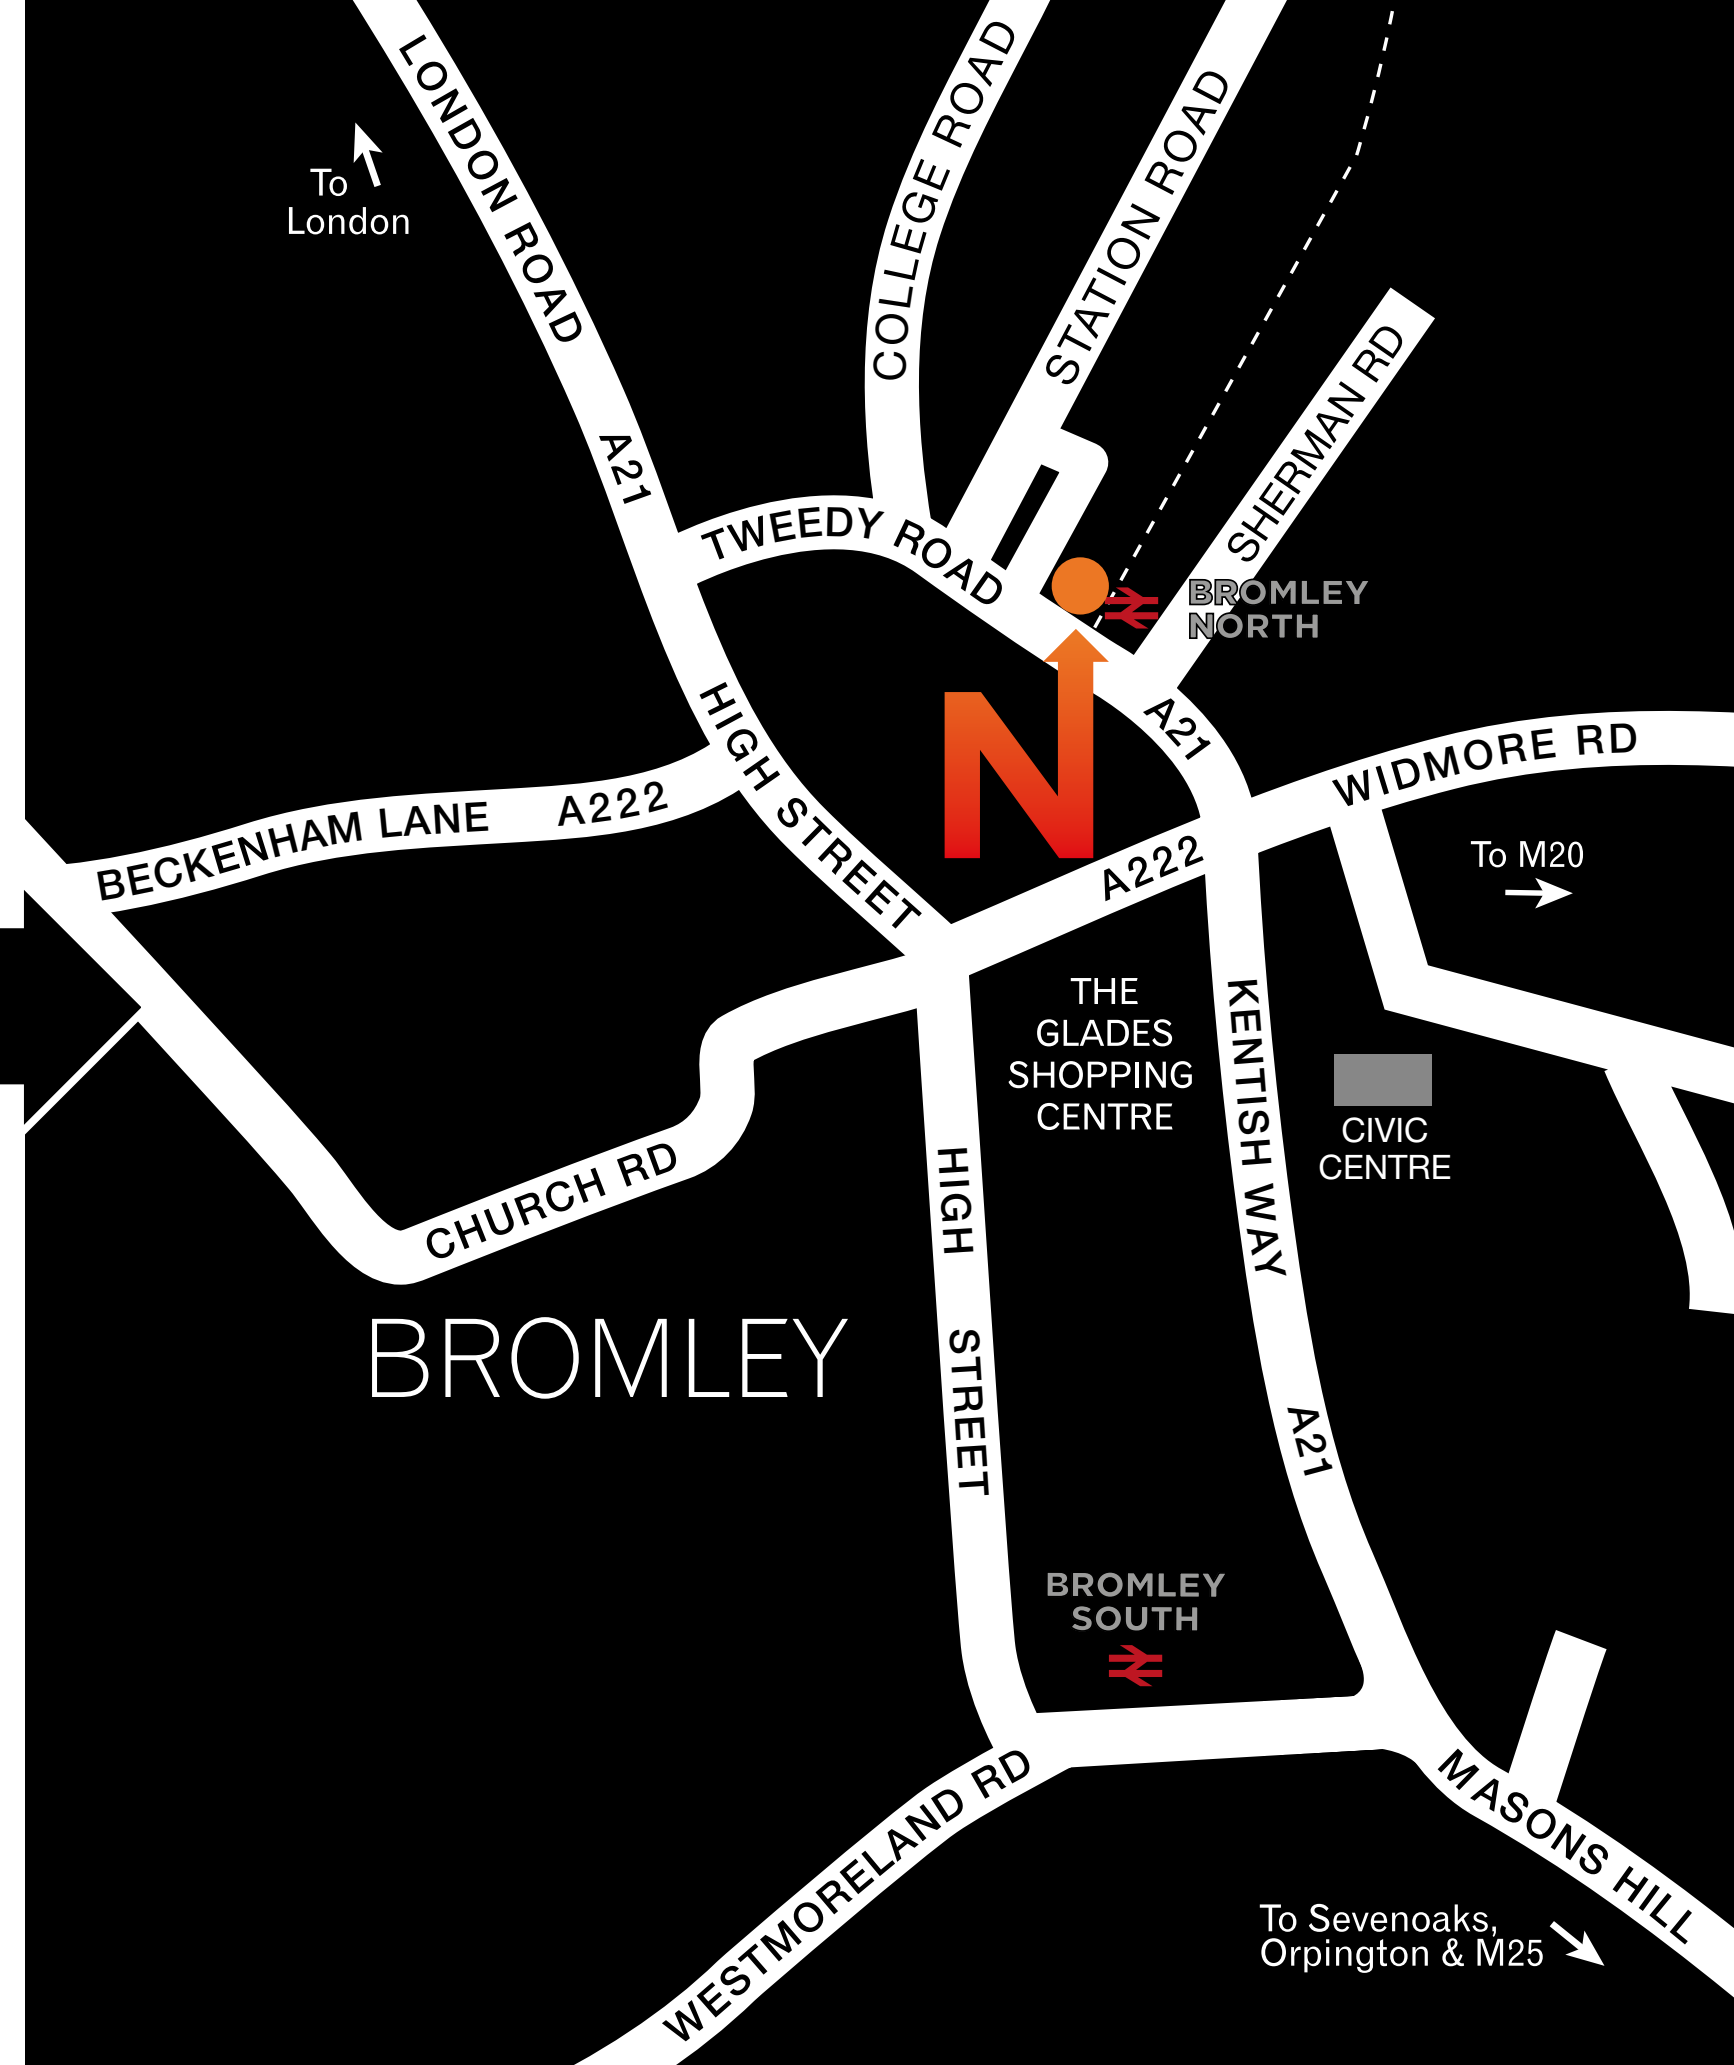 LONDON ROAD
COLLEGE ROAD
STATION ROAD
To
London
SHERMAN RD
A21
TWEEDY ROAD
BROMLEY
NORTH
N
A21
HIGH STREET
WIDMORE RD
BECKENHAM LANE A222
A222
To M20
THE
GLADES
SHOPPING
CENTRE
KENTISH WAY
CIVIC
CENTRE
CHURCH RD
HIGH STREET
BROMLEY
A21
BROMLEY
SOUTH
WESTMORELAND RD
MASONS HILL
To Sevenoaks,
Orpington & M25